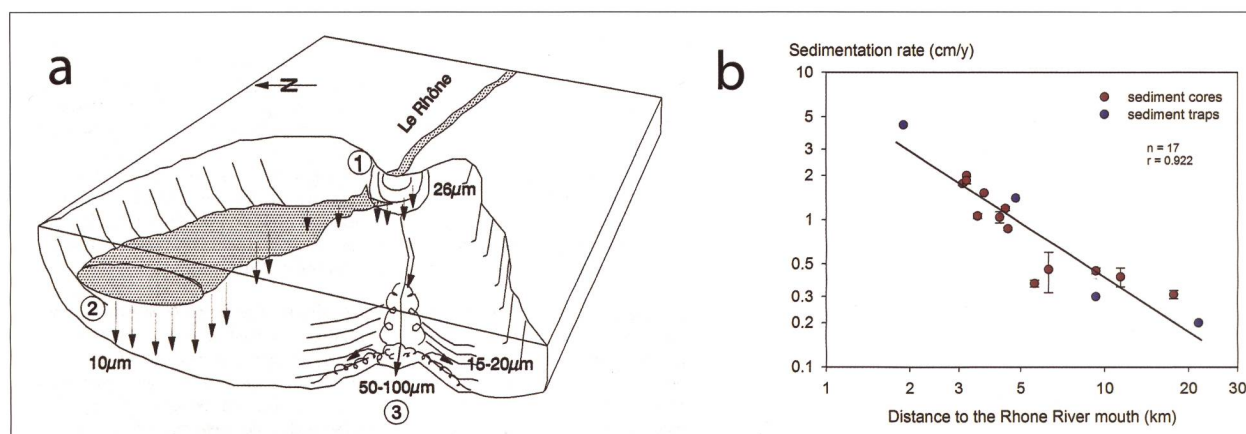 a
N
Le Rhône
1
26µm
2
10µm
15-20µm
50-100µm
3
b
Sedimentation rate (cm/y)
10
5
3
2
1
0.5
0.3
0.2
0.1
sediment cores
sediment traps
n = 17
r = 0.922
1
2
3
5
10
20
30
Distance to the Rhone River mouth (km)